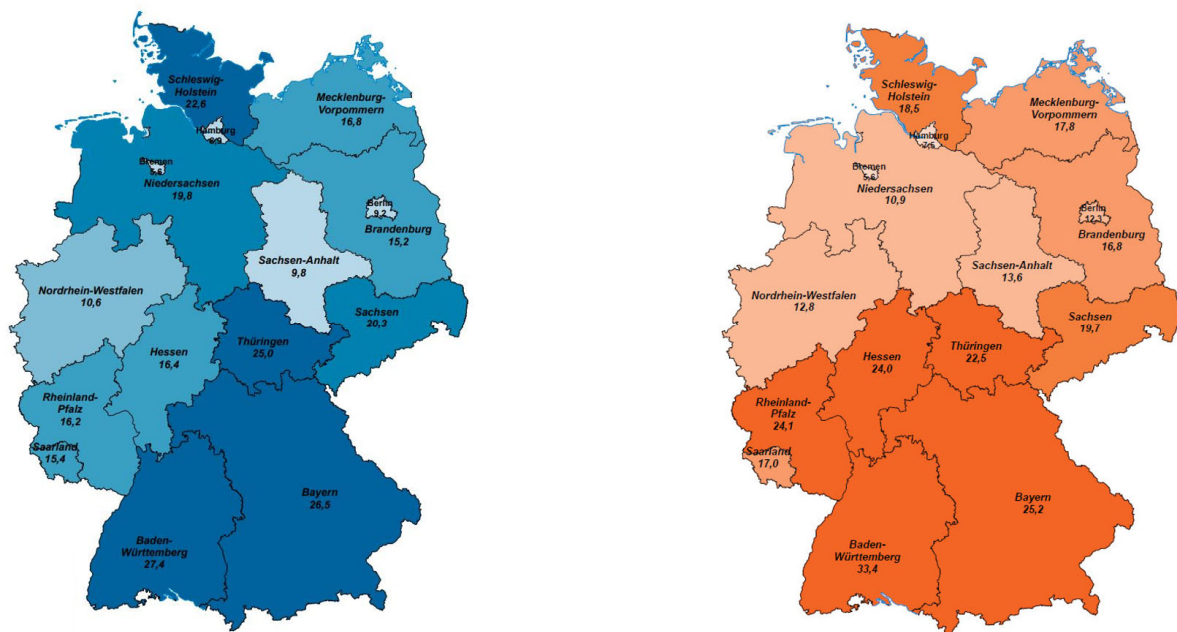 Schleswig-
Holstein
22,6
Mecklenburg-
Vorpommern
16,8
Hamburg
Bremen
5,6
Niedersachsen
19,8
Berlin
9,2
Brandenburg
15,2
Sachsen-Anhalt
9,8
Nordrhein-Westfalen
10,6
Sachsen
20,3
Thüringen
25,0
Hessen
16,4
Rheinland-
Pfalz
16,2
Saarland
15,4
Bayern
26,5
Baden-
Württemberg
27,4
Schleswig-
Holstein
18,5
Mecklenburg-
Vorpommern
17,8
Hamburg
Bremen
5,6
Niedersachsen
10,9
Berlin
12,3
Brandenburg
16,8
Sachsen-Anhalt
13,6
Nordrhein-Westfalen
12,8
Sachsen
19,7
Thüringen
22,5
Hessen
24,0
Rheinland-
Pfalz
24,1
Saarland
17,0
Bayern
25,2
Baden-
Württemberg
33,4